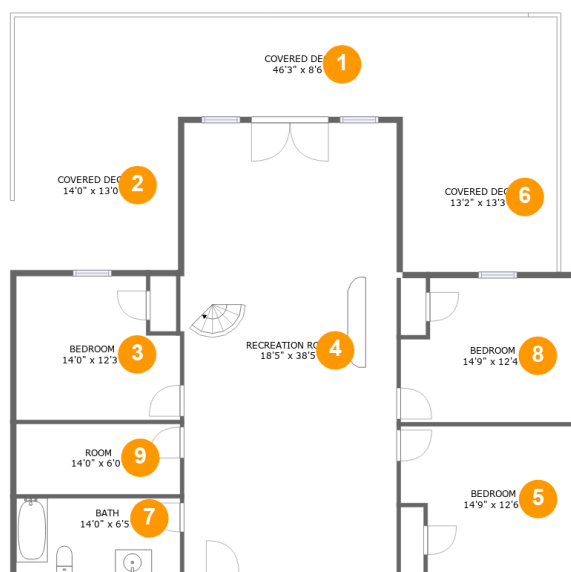 COVERED DE
46'3" x 8'6
1
COVERED DEC
14'0" x 13'0
2
COVERED DEC
13'2" x 13'3
6
BEDROOM
14'0" x 12'3
3
RECREATION RO
18'5" x 38'5
4
BEDROOM
14'9" x 12'4
8
ROOM
14'0" x 6'0
9
BEDROOM
14'9" x 12'6
5
BATH
14'0" x 6'5
7